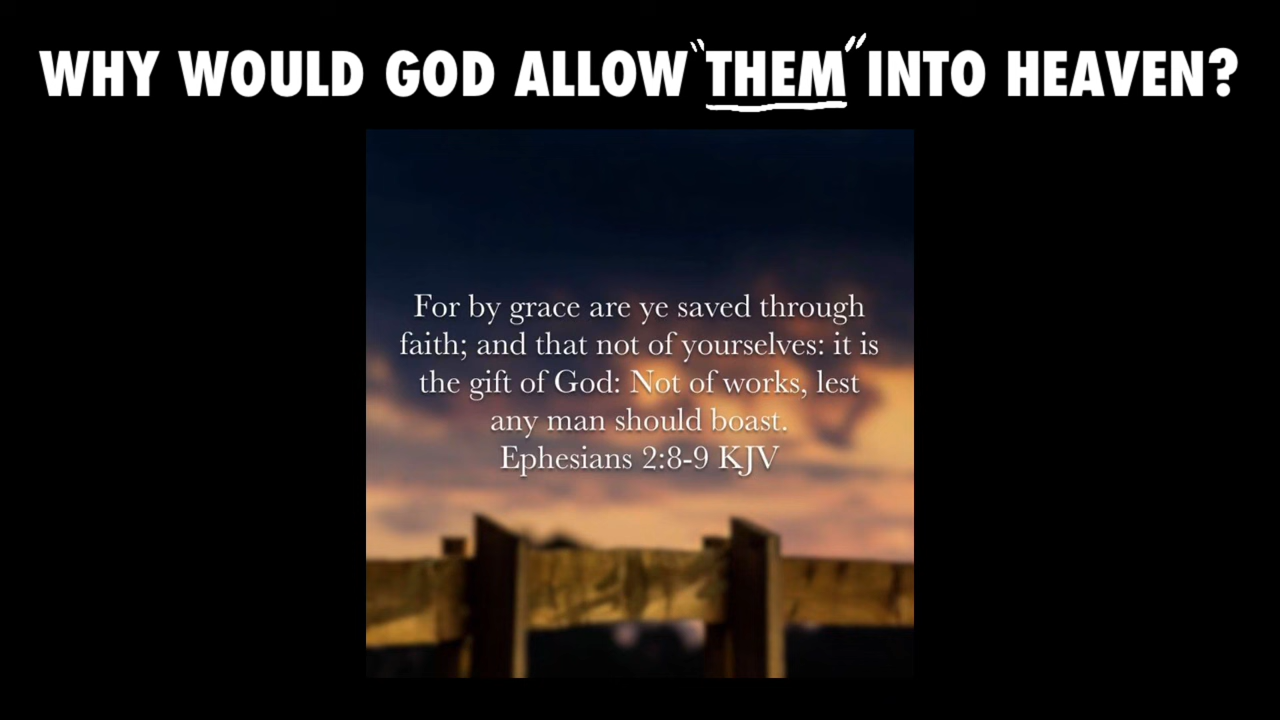 WHY WOULD GOD ALLOW "THEM" INTO HEAVEN?
For by grace are ye saved through
faith; and that not of yourselves: it is
the gift of God: Not of works, lest
any man should boast.
Ephesians 2:8-9 KJV